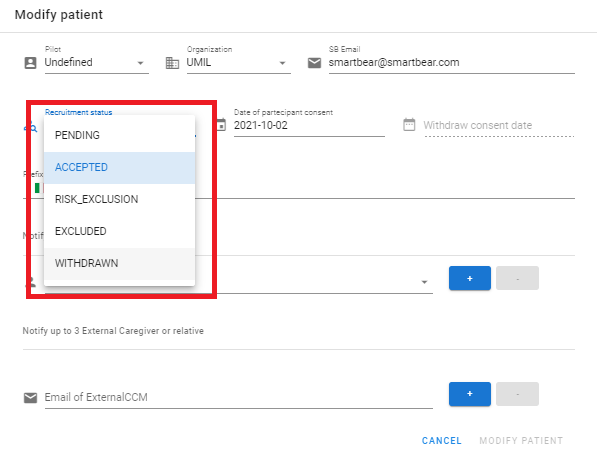 Modify patient
Pilot
Organization
SB Email
Undefined
UMIL
smartbear@smartbear.com
Recruitment status
Date of partecipant consent
2021-10-02
Withdraw consent date
PENDING
ACCEPTED
Prefix
RISK_EXCLUSION
EXCLUDED
WITHDRAWN
+
-
Notify up to 3 External Caregiver or relative
Email of ExternalCCM
+
-
CANCEL
MODIFY PATIENT